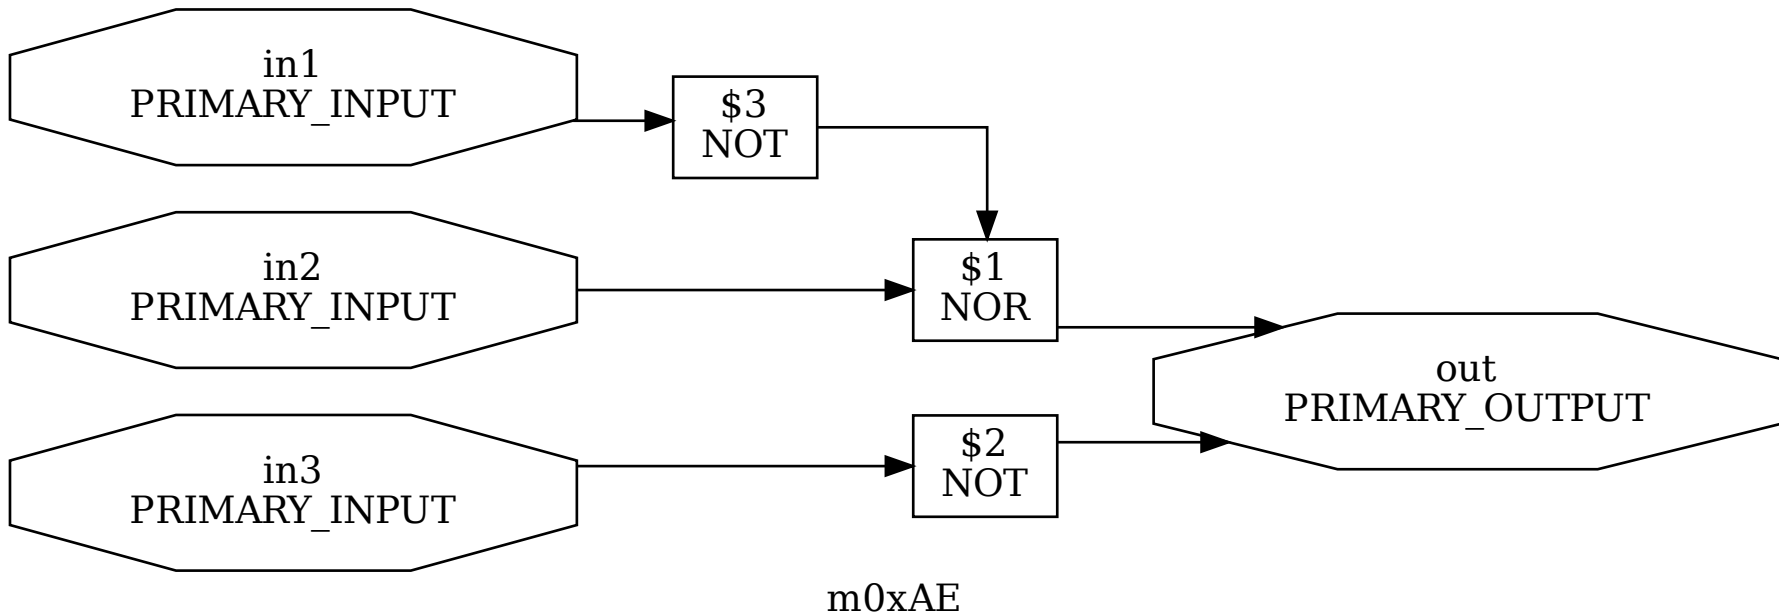 in1
PRIMARY_INPUT
$3
NOT
in2
PRIMARY_INPUT
$1
NOR
out
PRIMARY_OUTPUT
in3
PRIMARY_INPUT
$2
NOT
m0xAE